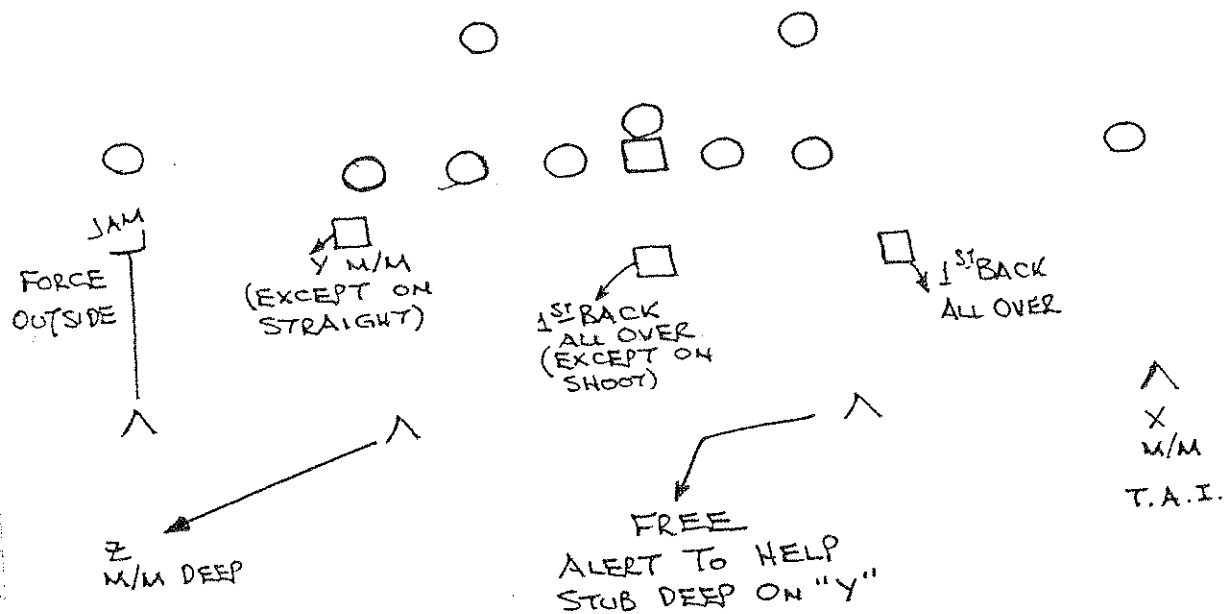 JAM
FORCE
OUTSIDE
Y M/M
(EXCEPT ON
STRAIGHT)
1ST BACK
ALL OVER
(EXCEPT ON
SHOOT)
1ST BACK
ALL OVER
X
M/M
T.A.I.
Z
M/M DEEP
FREE
ALERT TO HELP
STUB DEEP ON "Y"